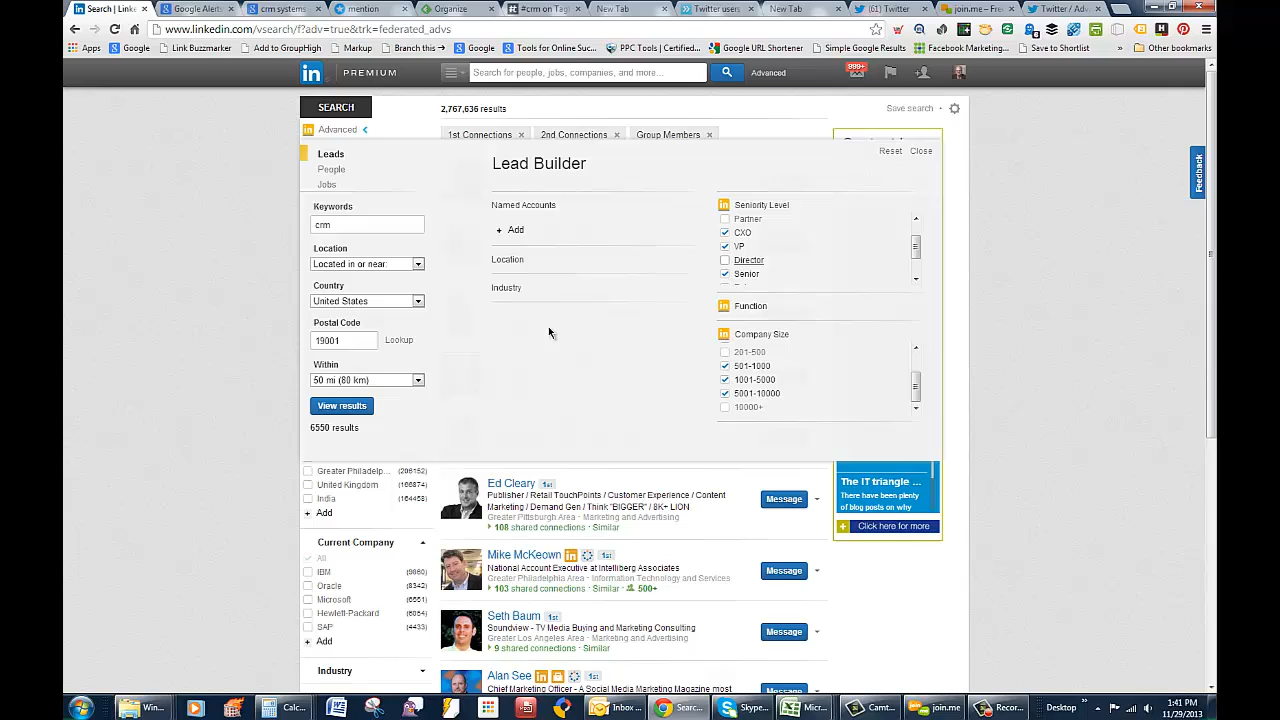 Search | Linke
Google Alerts
crm systems
mention
Organize
#crm on Tag
New Tab
Twitter users
New Tab
(61) Twitter
join.me – Fre
Twitter / Adv
www.linkedin.com/vsearch/f?adv=true&trk=federated_advs
Apps
Google
Link Buzzmarker
Add to GroupHigh
Markup
Branch this
Google
Tools for Online Suc...
PPC Tools | Certified...
Google URL Shortener
Simple Google Results
Facebook Marketing...
Save to Shortlist
»
Other bookmarks
in
PREMIUM
Search for people, jobs, companies, and more...
Advanced
999+
SEARCH
2,767,636 results
Save search
Advanced
1st Connections ×
2nd Connections ×
Group Members ×
Leads
People
Jobs
Lead Builder
Reset Close
Keywords
crm
Location
Located in or near:
Country
United States
Postal Code
19001
Lookup
Within
50 mi (80 km)
View results
6550 results
Named Accounts
+ Add
Location
Industry
Seniority Level
Partner
CXO
VP
Director
Senior
Function
Company Size
201-500
501-1000
1001-5000
5001-10000
10000+
Feedback
Greater Philadelp... (206152)
United Kingdom (166874)
India (164458)
+ Add
Current Company
All
IBM (9860)
Oracle (8342)
Microsoft (6651)
Hewlett-Packard (6054)
SAP (4433)
+ Add
Industry
Ed Cleary 1st
Publisher / Retail TouchPoints / Customer Experience / Content
Marketing / Demand Gen / Think "BIGGER" / 8K+ LION
Greater Pittsburgh Area · Marketing and Advertising
108 shared connections · Similar
Message
Mike McKeown 1st
National Account Executive at Intelliberg Associates
Greater Philadelphia Area · Information Technology and Services
103 shared connections · Similar · 500+
Message
Seth Baum 1st
Soundview - TV Media Buying and Marketing Consulting
Greater Los Angeles Area · Marketing and Advertising
9 shared connections · Similar
Message
Alan See 1st
Chief Marketing Officer - A Social Media Marketing Magazine most
Message
The IT triangle ...
There have been plenty
of blog posts on why
Click here for more
Win...
Calc...
Inbox ...
Searc...
Skype...
Micr...
Camt...
join.me
Recor...
Desktop
1:41 PM
11/29/2013